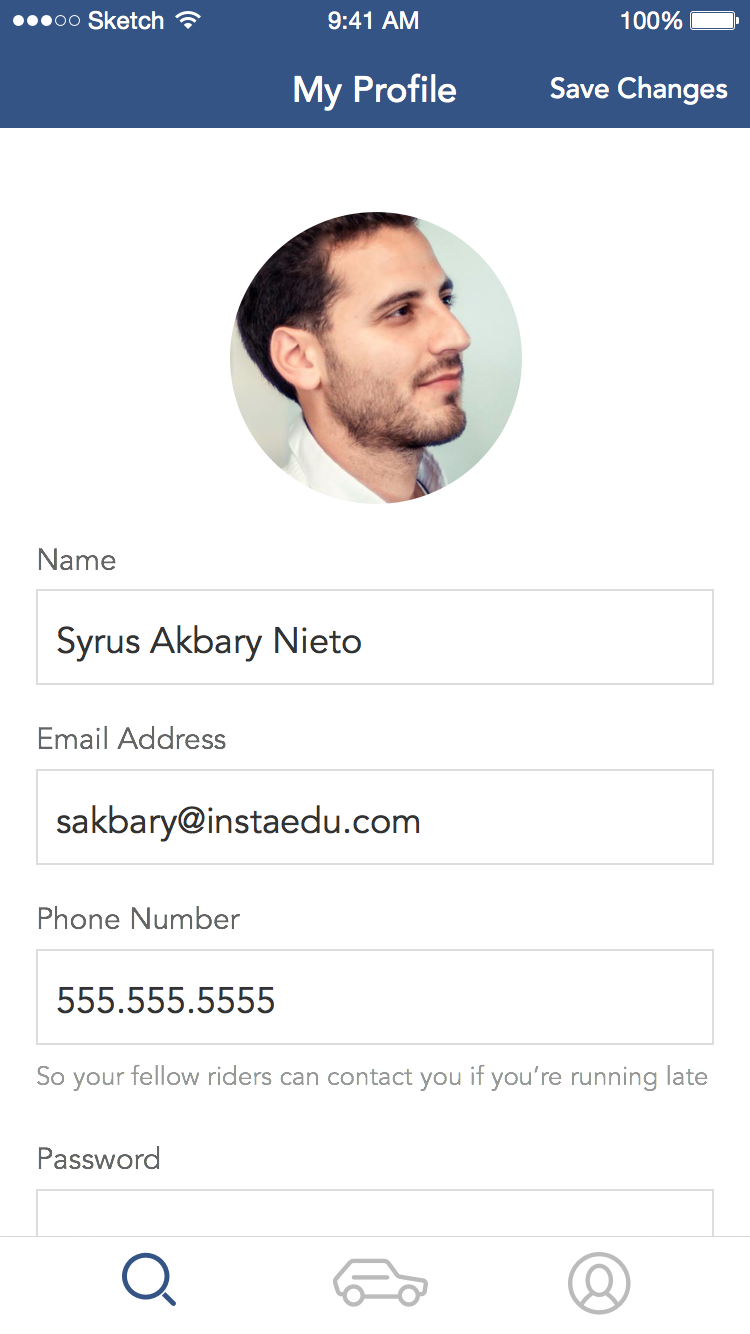 Sketch 9:41 AM 100%
My Profile Save Changes
Name
Syrus Akbary Nieto
Email Address
sakbary@instaedu.com
Phone Number
555.555.5555
So your fellow riders can contact you if you’re running late
Password